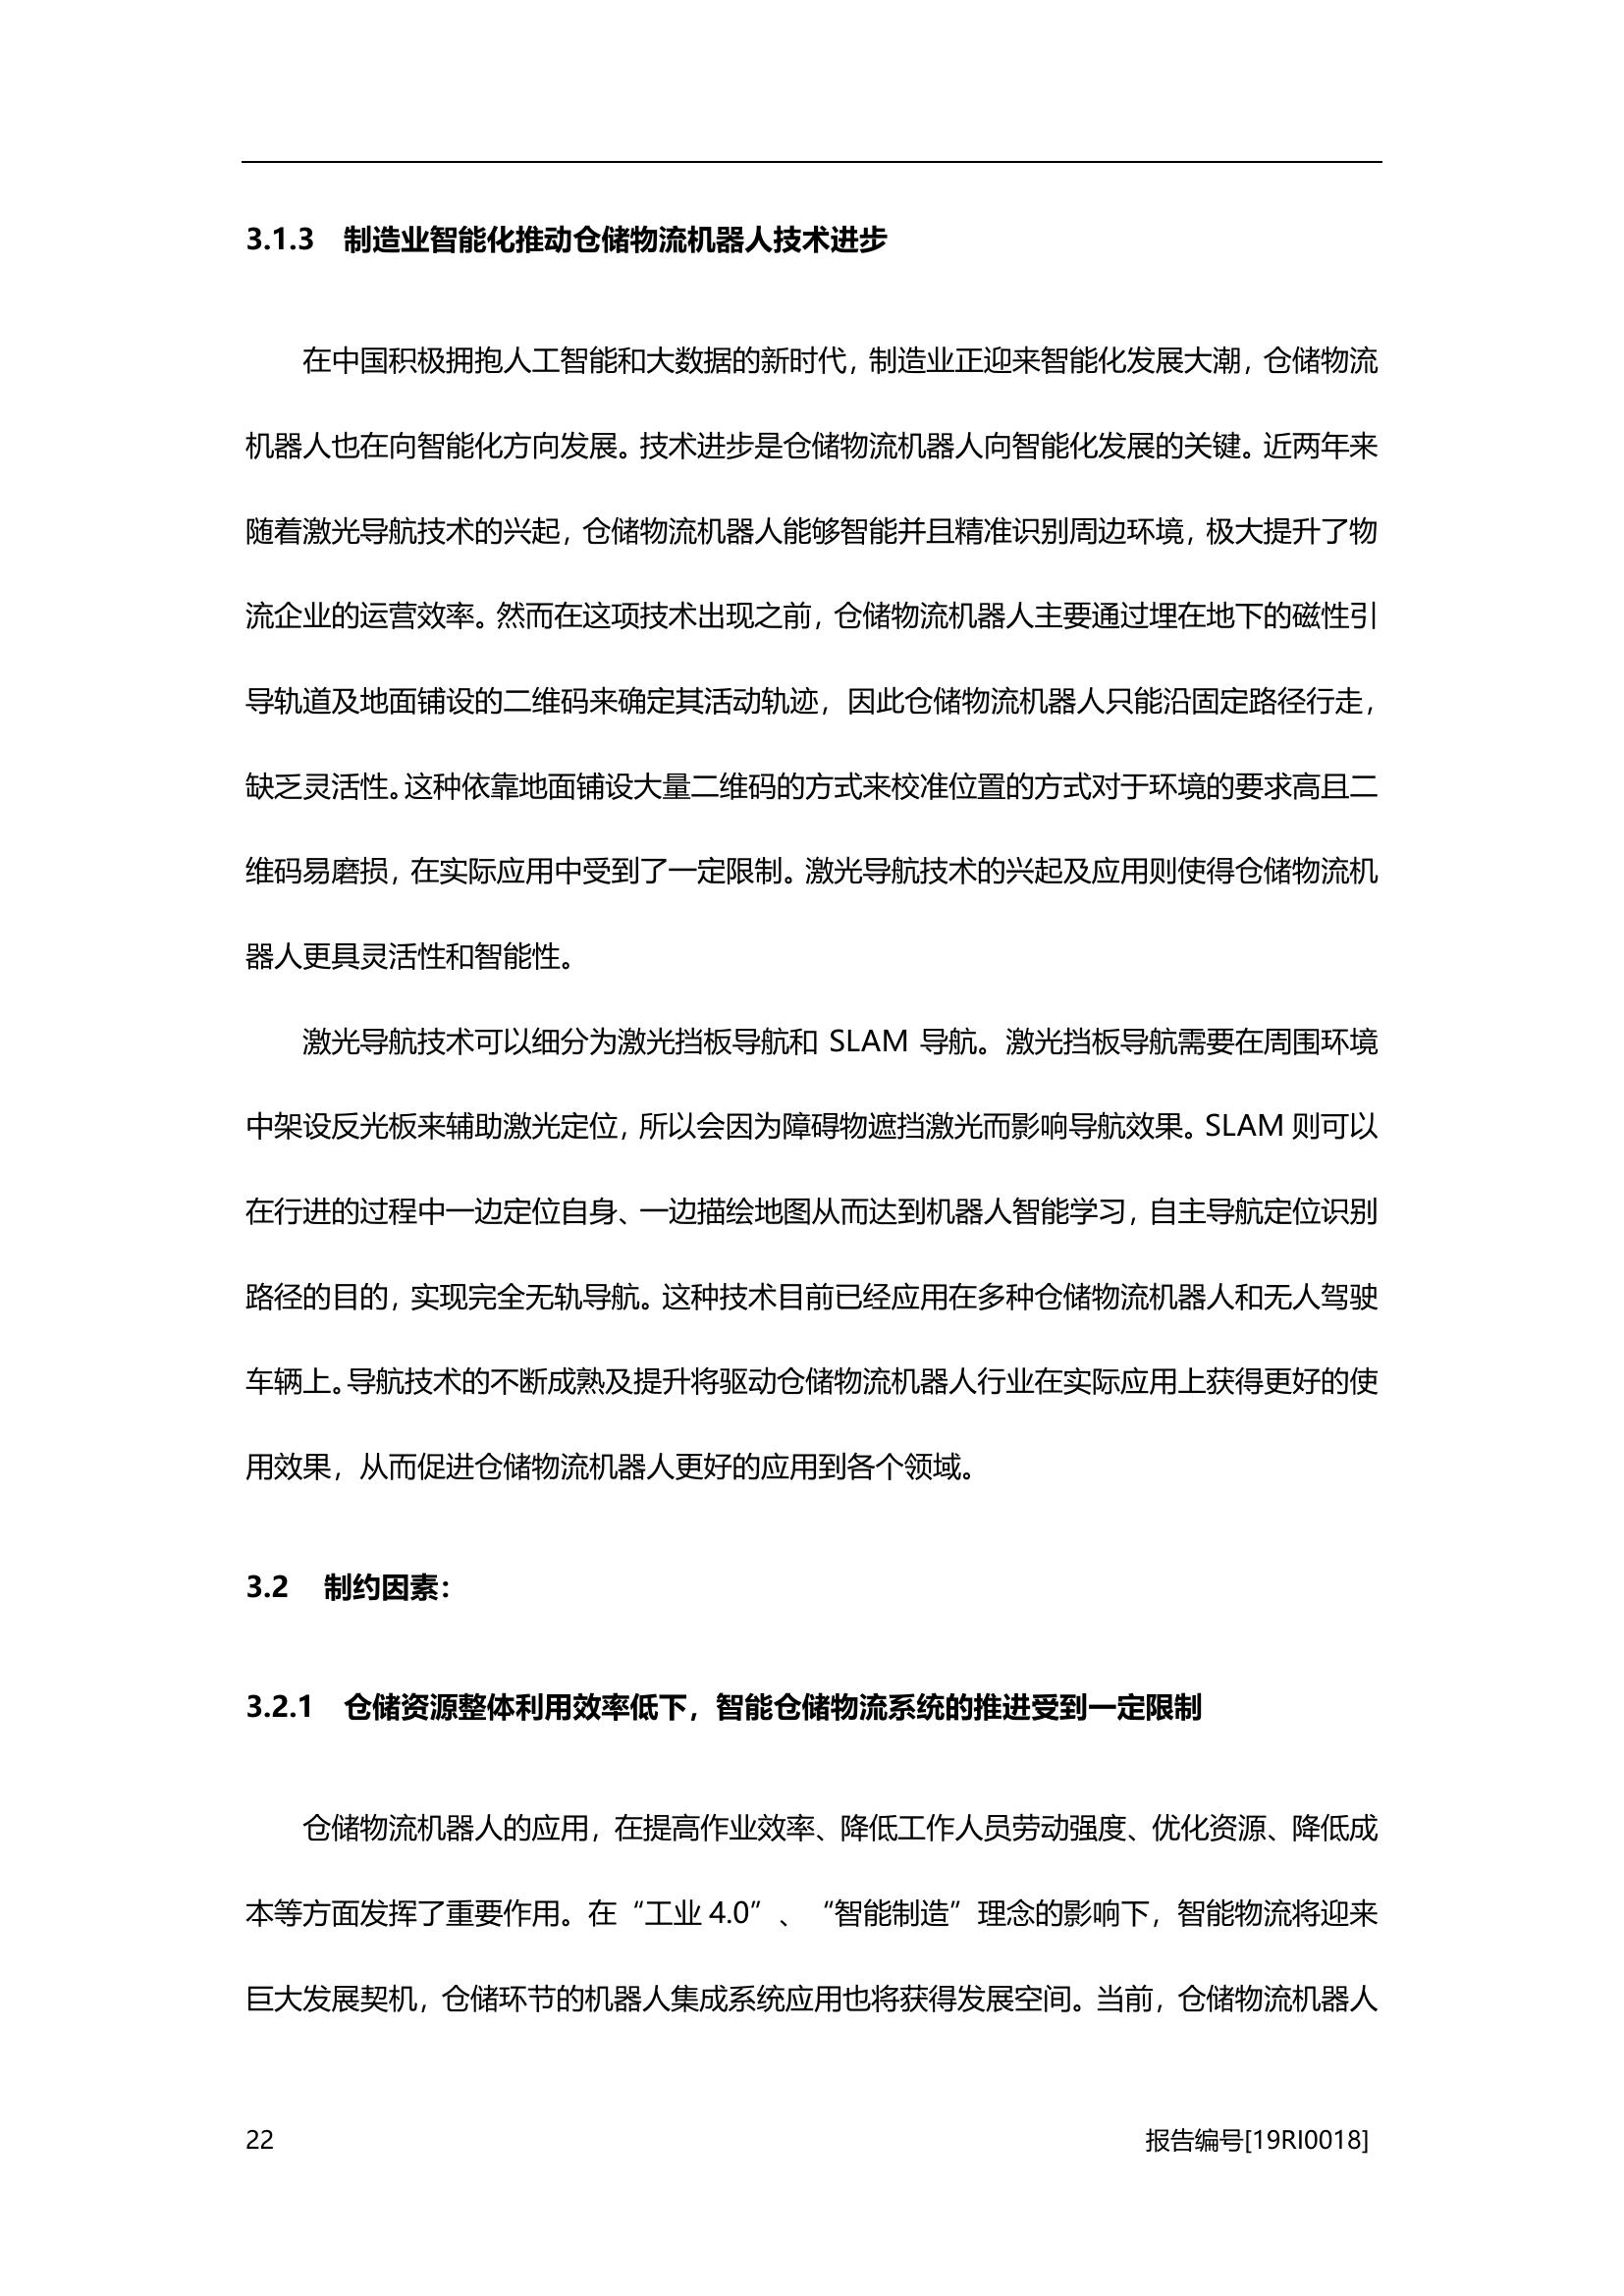 3.1.3 制造业智能化推动仓储物流机器人技术进步
在中国积极拥抱人工智能和大数据的新时代，制造业正迎来智能化发展大潮，仓储物流
机器人也在向智能化方向发展。技术进步是仓储物流机器人向智能化发展的关键。近两年来
随着激光导航技术的兴起，仓储物流机器人能够智能并且精准识别周边环境，极大提升了物
流企业的运营效率。然而在这项技术出现之前，仓储物流机器人主要通过埋在地下的磁性引
导轨道及地面铺设的二维码来确定其活动轨迹，因此仓储物流机器人只能沿固定路径行走，
缺乏灵活性。这种依靠地面铺设大量二维码的方式来校准位置的方式对于环境的要求高且二
维码易磨损，在实际应用中受到了一定限制。激光导航技术的兴起及应用则使得仓储物流机
器人更具灵活性和智能性。
激光导航技术可以细分为激光挡板导航和 SLAM 导航。激光挡板导航需要在周围环境
中架设反光板来辅助激光定位，所以会因为障碍物遮挡激光而影响导航效果。SLAM 则可以
在行进的过程中一边定位自身、一边描绘地图从而达到机器人智能学习，自主导航定位识别
路径的目的，实现完全无轨导航。这种技术目前已经应用在多种仓储物流机器人和无人驾驶
车辆上。导航技术的不断成熟及提升将驱动仓储物流机器人行业在实际应用上获得更好的使
用效果，从而促进仓储物流机器人更好的应用到各个领域。
3.2 制约因素：
3.2.1 仓储资源整体利用效率低下，智能仓储物流系统的推进受到一定限制
仓储物流机器人的应用，在提高作业效率、降低工作人员劳动强度、优化资源、降低成
本等方面发挥了重要作用。在“工业 4.0”、“智能制造”理念的影响下，智能物流将迎来
巨大发展契机，仓储环节的机器人集成系统应用也将获得发展空间。当前，仓储物流机器人
22 报告编号[19RI0018]